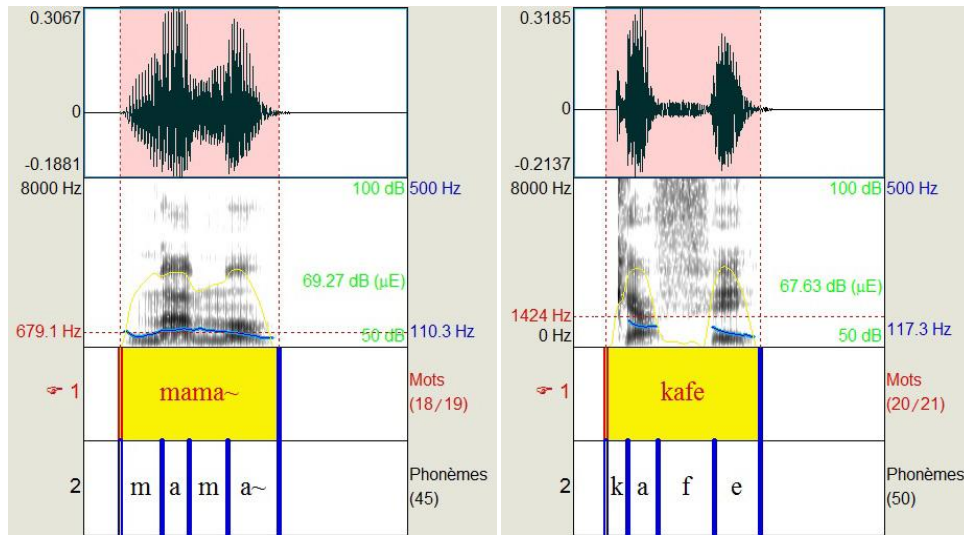 0.3067
0
-0.1881
8000 Hz
100 dB 500 Hz
69.27 dB (µE)
679.1 Hz
50 dB 110.3 Hz
☞ 1
mama~
Mots
(18/19)
2
m a m a~
Phonèmes
(45)
0.3185
0
-0.2137
8000 Hz
100 dB 500 Hz
67.63 dB (µE)
1424 Hz
0 Hz
50 dB 117.3 Hz
☞ 1
kafe
Mots
(20/21)
2
k a f e
Phonèmes
(50)